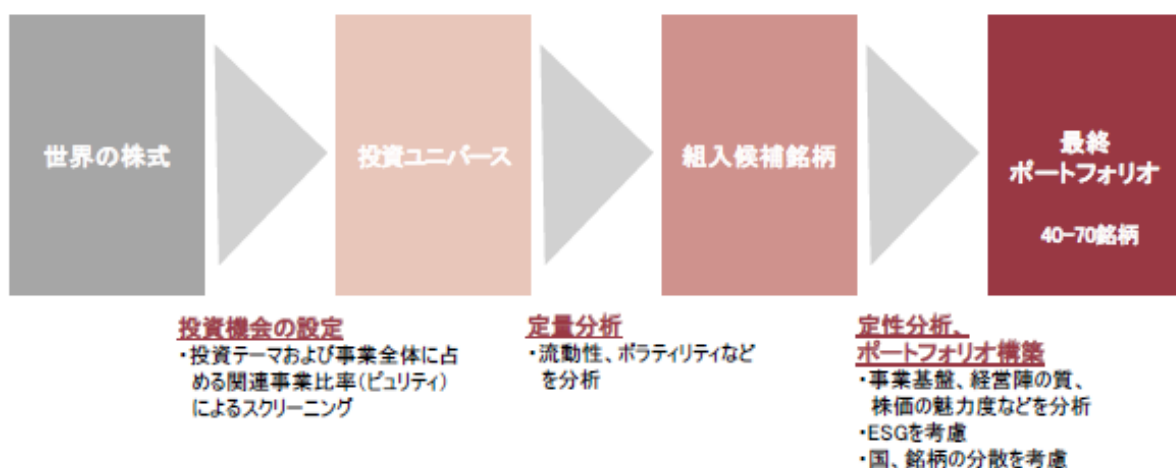 世界の株式
投資ユニバース
組入候補銘柄
最終
ポートフォリオ
40-70銘柄
投資機会の設定
・投資テーマおよび事業全体に占
める関連事業比率(ピュリティ)
によるスクリーニング
定量分析
・流動性、ボラティリティなど
を分析
定性分析、
ポートフォリオ構築
・事業基盤、経営陣の質、
株価の魅力度などを分析
・ESGを考慮
・国、銘柄の分散を考慮